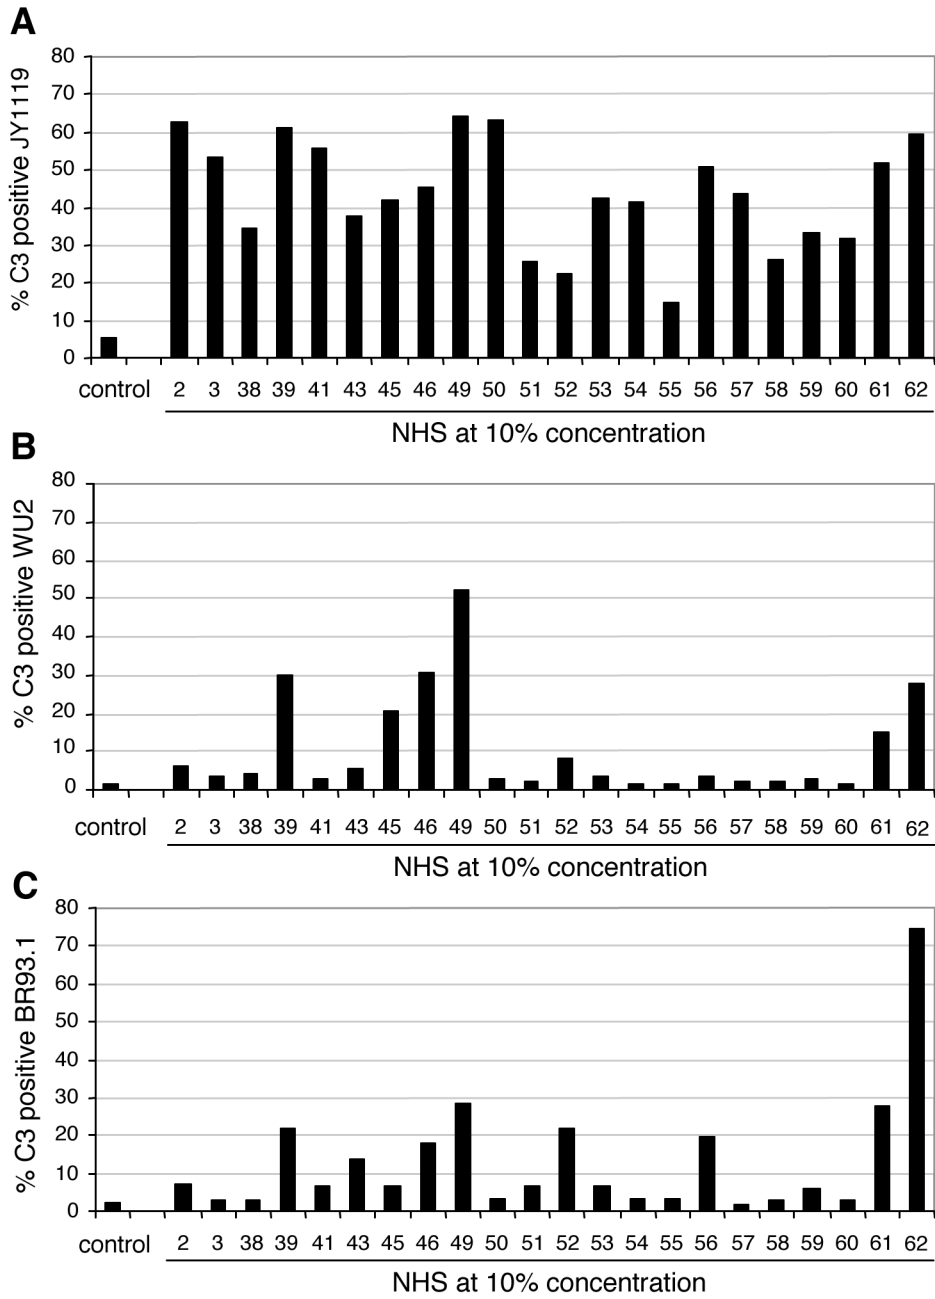 A
% C3 positive JY1119
80
70
60
50
40
30
20
10
0
control 2 3 38 39 41 43 45 46 49 50 51 52 53 54 55 56 57 58 59 60 61 62
NHS at 10% concentration
B
% C3 positive WU2
80
70
60
50
40
30
20
10
0
control 2 3 38 39 41 43 45 46 49 50 51 52 53 54 55 56 57 58 59 60 61 62
NHS at 10% concentration
C
% C3 positive BR93.1
80
70
60
50
40
30
20
10
0
control 2 3 38 39 41 43 45 46 49 50 51 52 53 54 55 56 57 58 59 60 61 62
NHS at 10% concentration